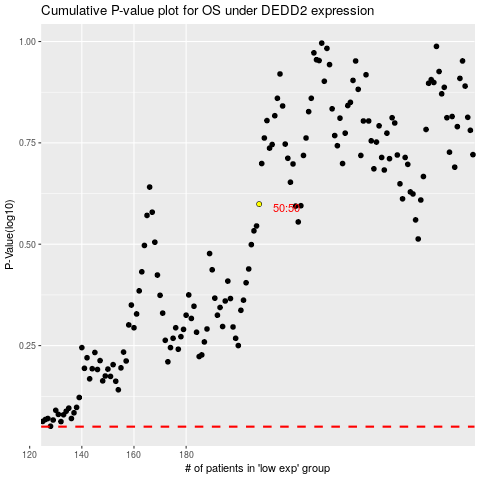 Cumulative P-value plot for OS under DEDD2 expression
P-Value(log10)
1.00
0.75
0.50
0.25
50:50
120 140 160 180
# of patients in 'low exp' group